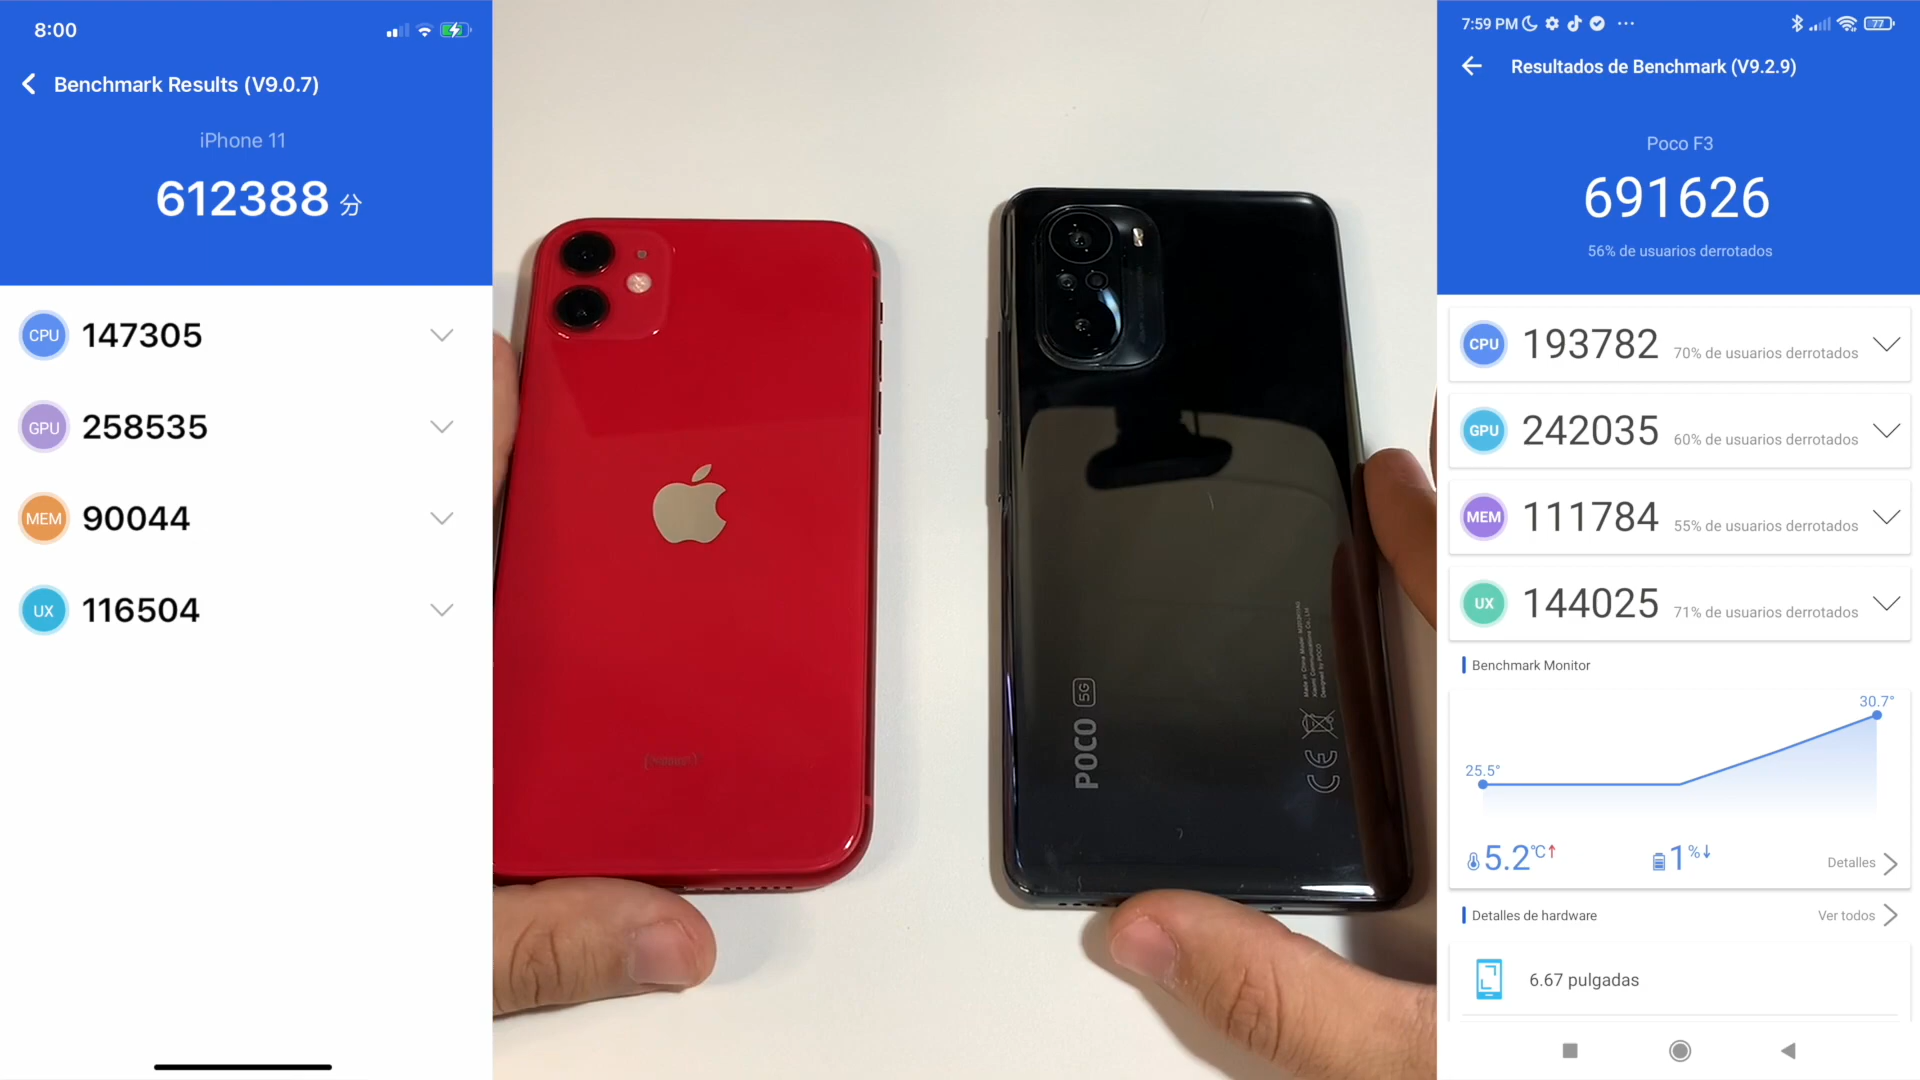 8:00
Benchmark Results (V9.0.7)
iPhone 11
612388 分
CPU 147305
GPU 258535
MEM 90044
UX 116504
POCO 5G
CE
7:59 PM
77
Resultados de Benchmark (V9.2.9)
Poco F3
691626
56% de usuarios derrotados
CPU 193782 70% de usuarios derrotados
GPU 242035 60% de usuarios derrotados
MEM 111784 55% de usuarios derrotados
UX 144025 71% de usuarios derrotados
Benchmark Monitor
30.7°
25.5°
5.2℃↑ 1%↓ Detalles
Detalles de hardware Ver todos
6.67 pulgadas